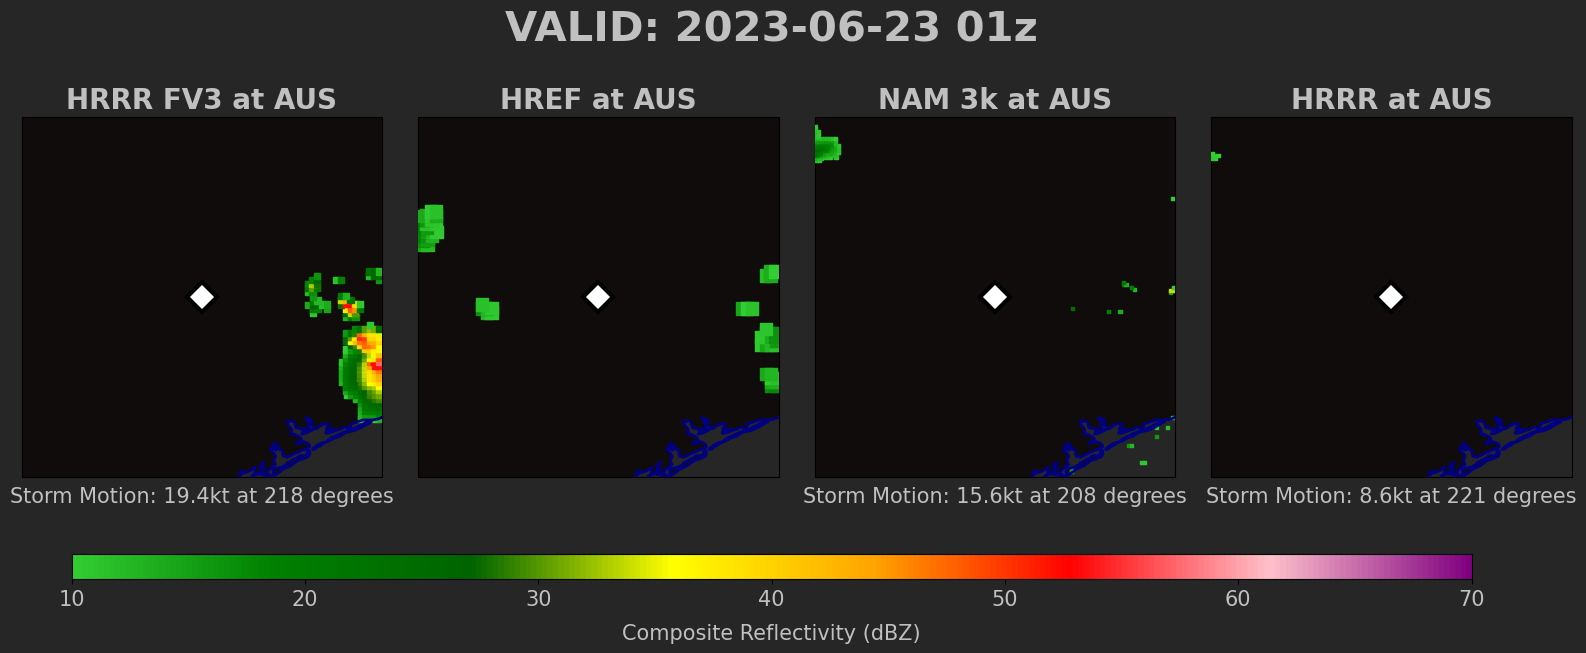 VALID: 2023-06-23 01z
HRRR FV3 at AUS
HREF at AUS
NAM 3k at AUS
HRRR at AUS
Storm Motion: 19.4kt at 218 degrees
Storm Motion: 15.6kt at 208 degrees
Storm Motion: 8.6kt at 221 degrees
10 20 30 40 50 60 70
Composite Reflectivity (dBZ)